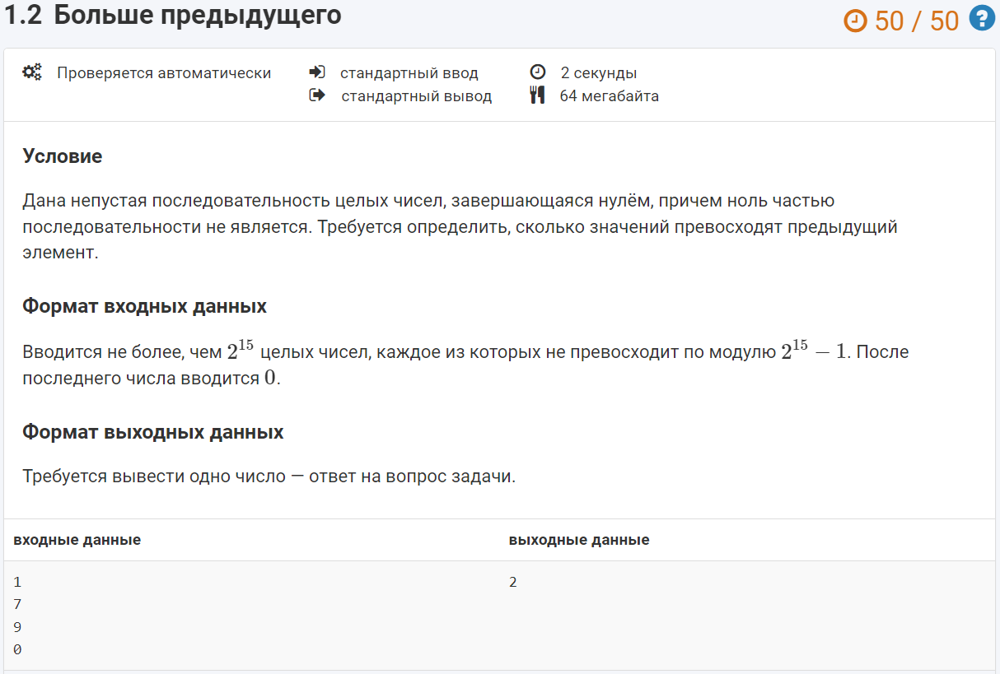 1.2 Больше предыдущего
50 / 50 ?
Проверяется автоматически
стандартный ввод
стандартный вывод
2 секунды
64 мегабайта
Условие
Дана непустая последовательность целых чисел, завершающаяся нулём, причем ноль частью
последовательности не является. Требуется определить, сколько значений превосходят предыдущий
элемент.
Формат входных данных
Вводится не более, чем 2^15 целых чисел, каждое из которых не превосходит по модулю 2^15 − 1. После
последнего числа вводится 0.
Формат выходных данных
Требуется вывести одно число — ответ на вопрос задачи.
входные данные
выходные данные
1
7
9
0
2